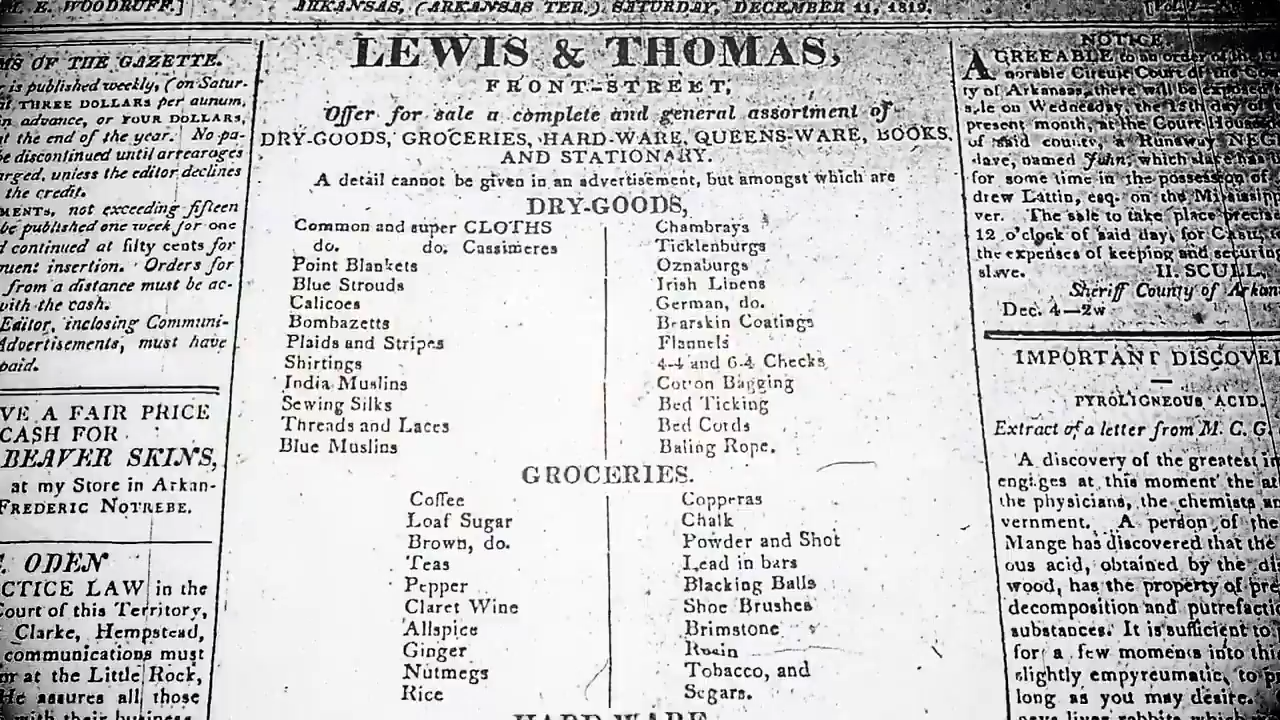 M. E. WOODRUFF.]
ARKANSAS, (ARKANSAS TER.) SATURDAY, DECEMBER 11, 1819.
OF THE GAZETTE.
is published weekly, (on Satur-
at THREE DOLLARS per annum,
in advance, or FOUR DOLLARS,
at the end of the year. No pa-
be discontinued until arrearages
unless the editor declines
the credit.
not exceeding fifteen
be published one week for one
continued at fifty cents for
insertion. Orders for
from a distance must be ac-
with the cash.
Editor, inclosing Communi-
Advertisements, must have
paid.
A FAIR PRICE
CASH FOR
BEAVER SKINS,
at my Store in Arkan-
FREDERIC NOTREBE.
ODEN
LAW in the
Court of this Territory,
Clarke, Hempstead,
communications must
or at the Little Rock,
He assures all those
with their business
LEWIS & THOMAS,
FRONT-STREET,
Offer for sale a complete and general assortment of
DRY-GOODS, GROCERIES, HARD-WARE, QUEENS-WARE, BOOKS,
AND STATIONARY.
A detail cannot be given in an advertisement, but amongst which are
DRY-GOODS,
Common and super CLOTHS
do. do. Cassimeres
Point Blankets
Blue Strouds
Calicoes
Bombazetts
Plaids and Stripes
Shirtings
India Muslins
Sewing Silks
Threads and Laces
Blue Muslins
Chambrays
Ticklenburgs
Oznaburgs
Irish Linens
German, do.
Bearskin Coatings
Flannels
4-4 and 6-4 Checks
Cotton Bagging
Bed Ticking
Bed Cords
Baling Rope.
GROCERIES.
Coffee
Loaf Sugar
Brown, do.
Teas
Pepper
Claret Wine
Allspice
Ginger
Nutmegs
Rice
Copperas
Chalk
Powder and Shot
Lead in bars
Blacking Balls
Shoe Brushes
Brimstone
Rosin
Tobacco, and
Segars.
HARD-WARE
NOTICE.
AGREEABLE to an order of the
norable Circuit Court of the
ty of Arkansas, there will be exposed
sale on Wednesday, the 15th day of
present month, at the Court House
of said county, a Runaway
slave, named John, which slave has
for some time in the possession of
drew Lattin, esq. on the Mississip
ver. The sale to take place precise
12 o'clock of said day, for Cash, to
the expenses of keeping and securing
slave. H. SCULL,
Sheriff County of Arkan
Dec. 4—2w
IMPORTANT DISCOVE
PYROLIGNEOUS ACID.
Extract of a letter from M. C. G.
A discovery of the greatest
engages at this moment the
the physicians, the chemists
vernment. A person of the
Mange has discovered that the
ous acid, obtained by the
wood, has the property of
decomposition and putrefacti
substances. It is sufficient to
for a few moments into this
slightly empyreumatic, to
long as you may desire.